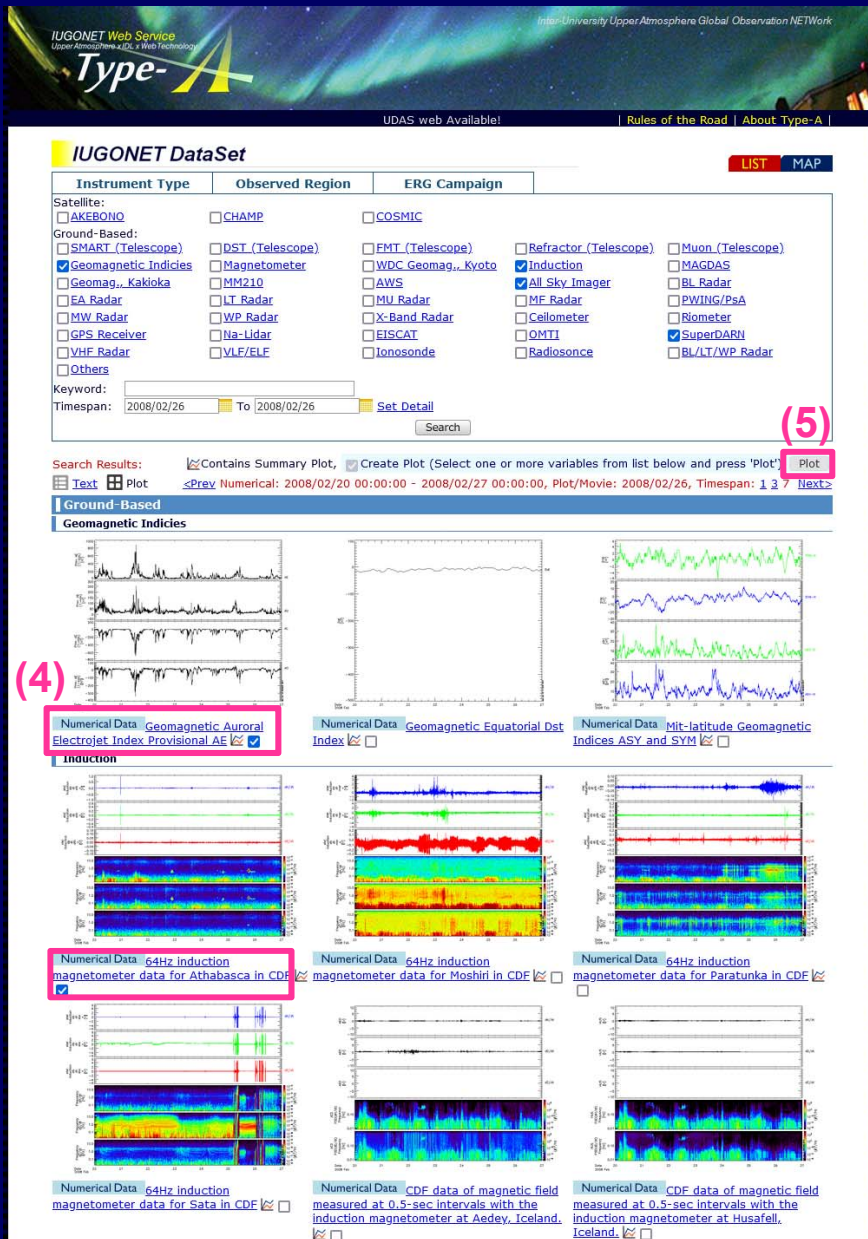 IUGONET Web Service
Upper Atmosphere x IDL x Web Technology
Type-A
Inter-University Upper Atmosphere Global Observation NETWork
UDAS web Available!
| Rules of the Road | About Type-A |
IUGONET DataSet
LIST MAP
Instrument Type Observed Region ERG Campaign
Satellite:
AKEBONO CHAMP COSMIC
Ground-Based:
SMART (Telescope) DST (Telescope) FMT (Telescope) Refractor (Telescope) Muon (Telescope)
Geomagnetic Indicies Magnetometer WDC Geomag., Kyoto Induction MAGDAS
Geomag., Kakioka MM210 AWS All Sky Imager BL Radar
EA Radar LT Radar MU Radar MF Radar PWING/PsA
MW Radar WP Radar X-Band Radar Ceilometer Riometer
GPS Receiver Na-Lidar EISCAT OMTI SuperDARN
VHF Radar VLF/ELF Ionosonde Radiosonce BL/LT/WP Radar
Others
Keyword:
Timespan: 2008/02/26 To 2008/02/26 Set Detail
Search
(5)
Search Results: Contains Summary Plot, Create Plot (Select one or more variables from list below and press 'Plot') Plot
Text Plot <Prev Numerical: 2008/02/20 00:00:00 - 2008/02/27 00:00:00, Plot/Movie: 2008/02/26, Timespan: 1 3 7 Next>
Ground-Based
Geomagnetic Indicies
(4)
Numerical Data Geomagnetic Auroral
Electrojet Index Provisional AE
Numerical Data Geomagnetic Equatorial Dst
Index
Numerical Data Mit-latitude Geomagnetic
Indices ASY and SYM
Induction
Numerical Data 64Hz induction
magnetometer data for Athabasca in CDF
Numerical Data 64Hz induction
magnetometer data for Moshiri in CDF
Numerical Data 64Hz induction
magnetometer data for Paratunka in CDF
Numerical Data 64Hz induction
magnetometer data for Sata in CDF
Numerical Data CDF data of magnetic field
measured at 0.5-sec intervals with the
induction magnetometer at Aedey, Iceland.
Numerical Data CDF data of magnetic field
measured at 0.5-sec intervals with the
induction magnetometer at Husafell,
Iceland.